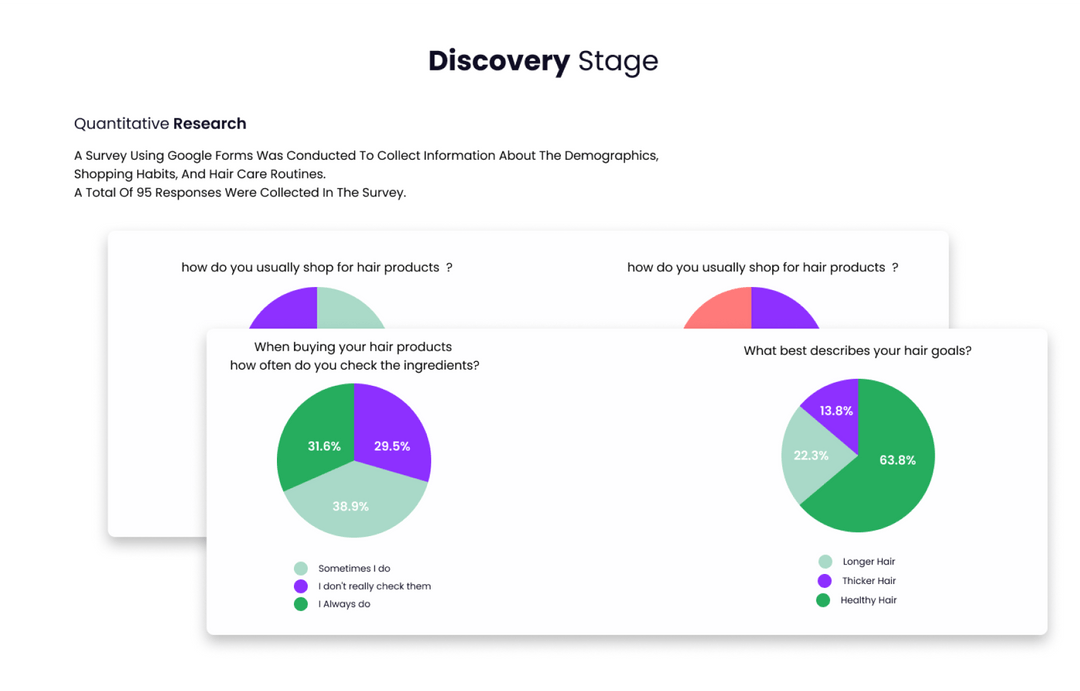 Discovery Stage
Quantitative Research
A Survey Using Google Forms Was Conducted To Collect Information About The Demographics,
Shopping Habits, And Hair Care Routines.
A Total Of 95 Responses Were Collected In The Survey.
how do you usually shop for hair products  ?
how do you usually shop for hair products  ?
When buying your hair products
how often do you check the ingredients?
31.6%
29.5%
38.9%
Sometimes I do
I don't really check them
I Always do
What best describes your hair goals?
13.8%
22.3%
63.8%
Longer Hair
Thicker Hair
Healthy Hair